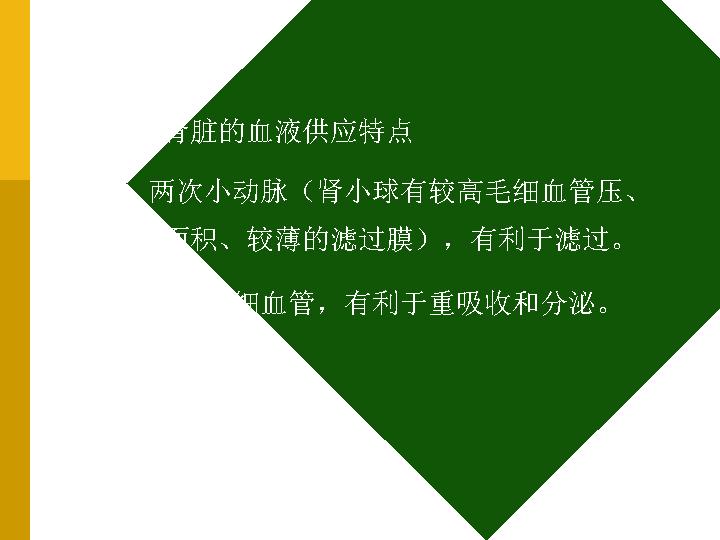 肾脏的血液供应特点
两次小动脉（肾小球有较高毛细血管压、
面积、较薄的滤过膜），有利于滤过。
细血管，有利于重吸收和分泌。